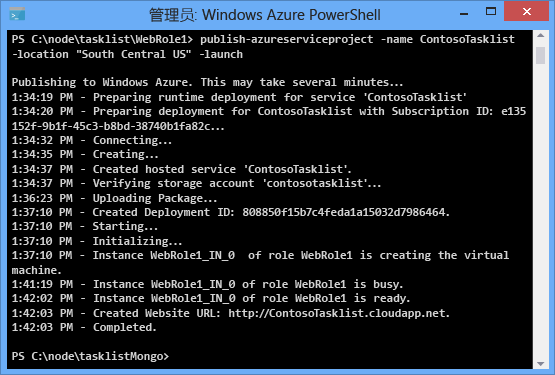 管理员: Windows Azure PowerShell
PS C:\node\tasklist\WebRole1> publish-azureserviceproject -name ContosoTasklist
-location "South Central US" -launch
Publishing to Windows Azure. This may take several minutes...
1:34:19 PM - Preparing runtime deployment for service 'ContosoTasklist'
1:34:20 PM - Preparing deployment for ContosoTasklist with Subscription ID: e135
152f-9b1f-45c3-b8bd-38740b1fa82c...
1:34:32 PM - Connecting...
1:34:35 PM - Creating...
1:34:37 PM - Created hosted service 'ContosoTasklist'.
1:34:37 PM - Verifying storage account 'contosotasklist'...
1:36:23 PM - Uploading Package...
1:37:10 PM - Created Deployment ID: 808850f15b7c4feda1a15032d7986464.
1:37:10 PM - Starting...
1:37:10 PM - Initializing...
1:37:10 PM - Instance WebRole1_IN_0  of role WebRole1 is creating the virtual
machine.
1:41:19 PM - Instance WebRole1_IN_0 of role WebRole1 is busy.
1:42:02 PM - Instance WebRole1_IN_0 of role WebRole1 is ready.
1:42:03 PM - Created Website URL: http://ContosoTasklist.cloudapp.net.
1:42:03 PM - Completed.
PS C:\node\tasklistMongo>